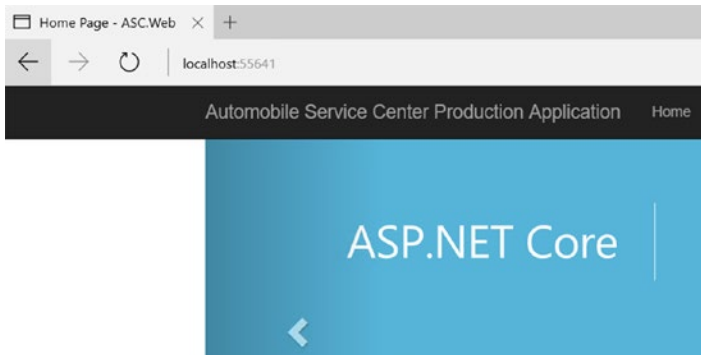 Home Page - ASC.Web
localhost:55641
Automobile Service Center Production Application Home
ASP.NET Core